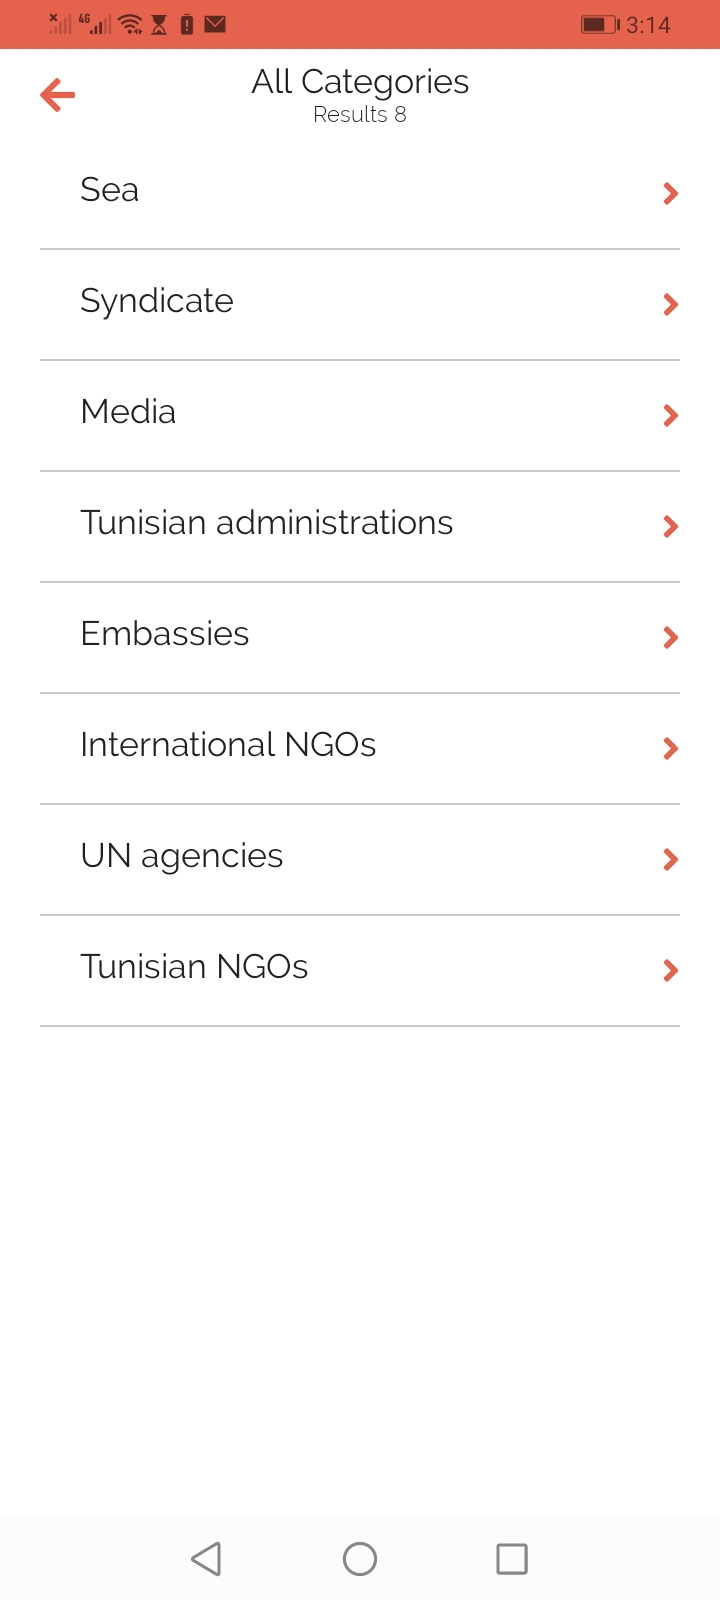 4G 3:14
All Categories
Results 8
Sea
Syndicate
Media
Tunisian administrations
Embassies
International NGOs
UN agencies
Tunisian NGOs